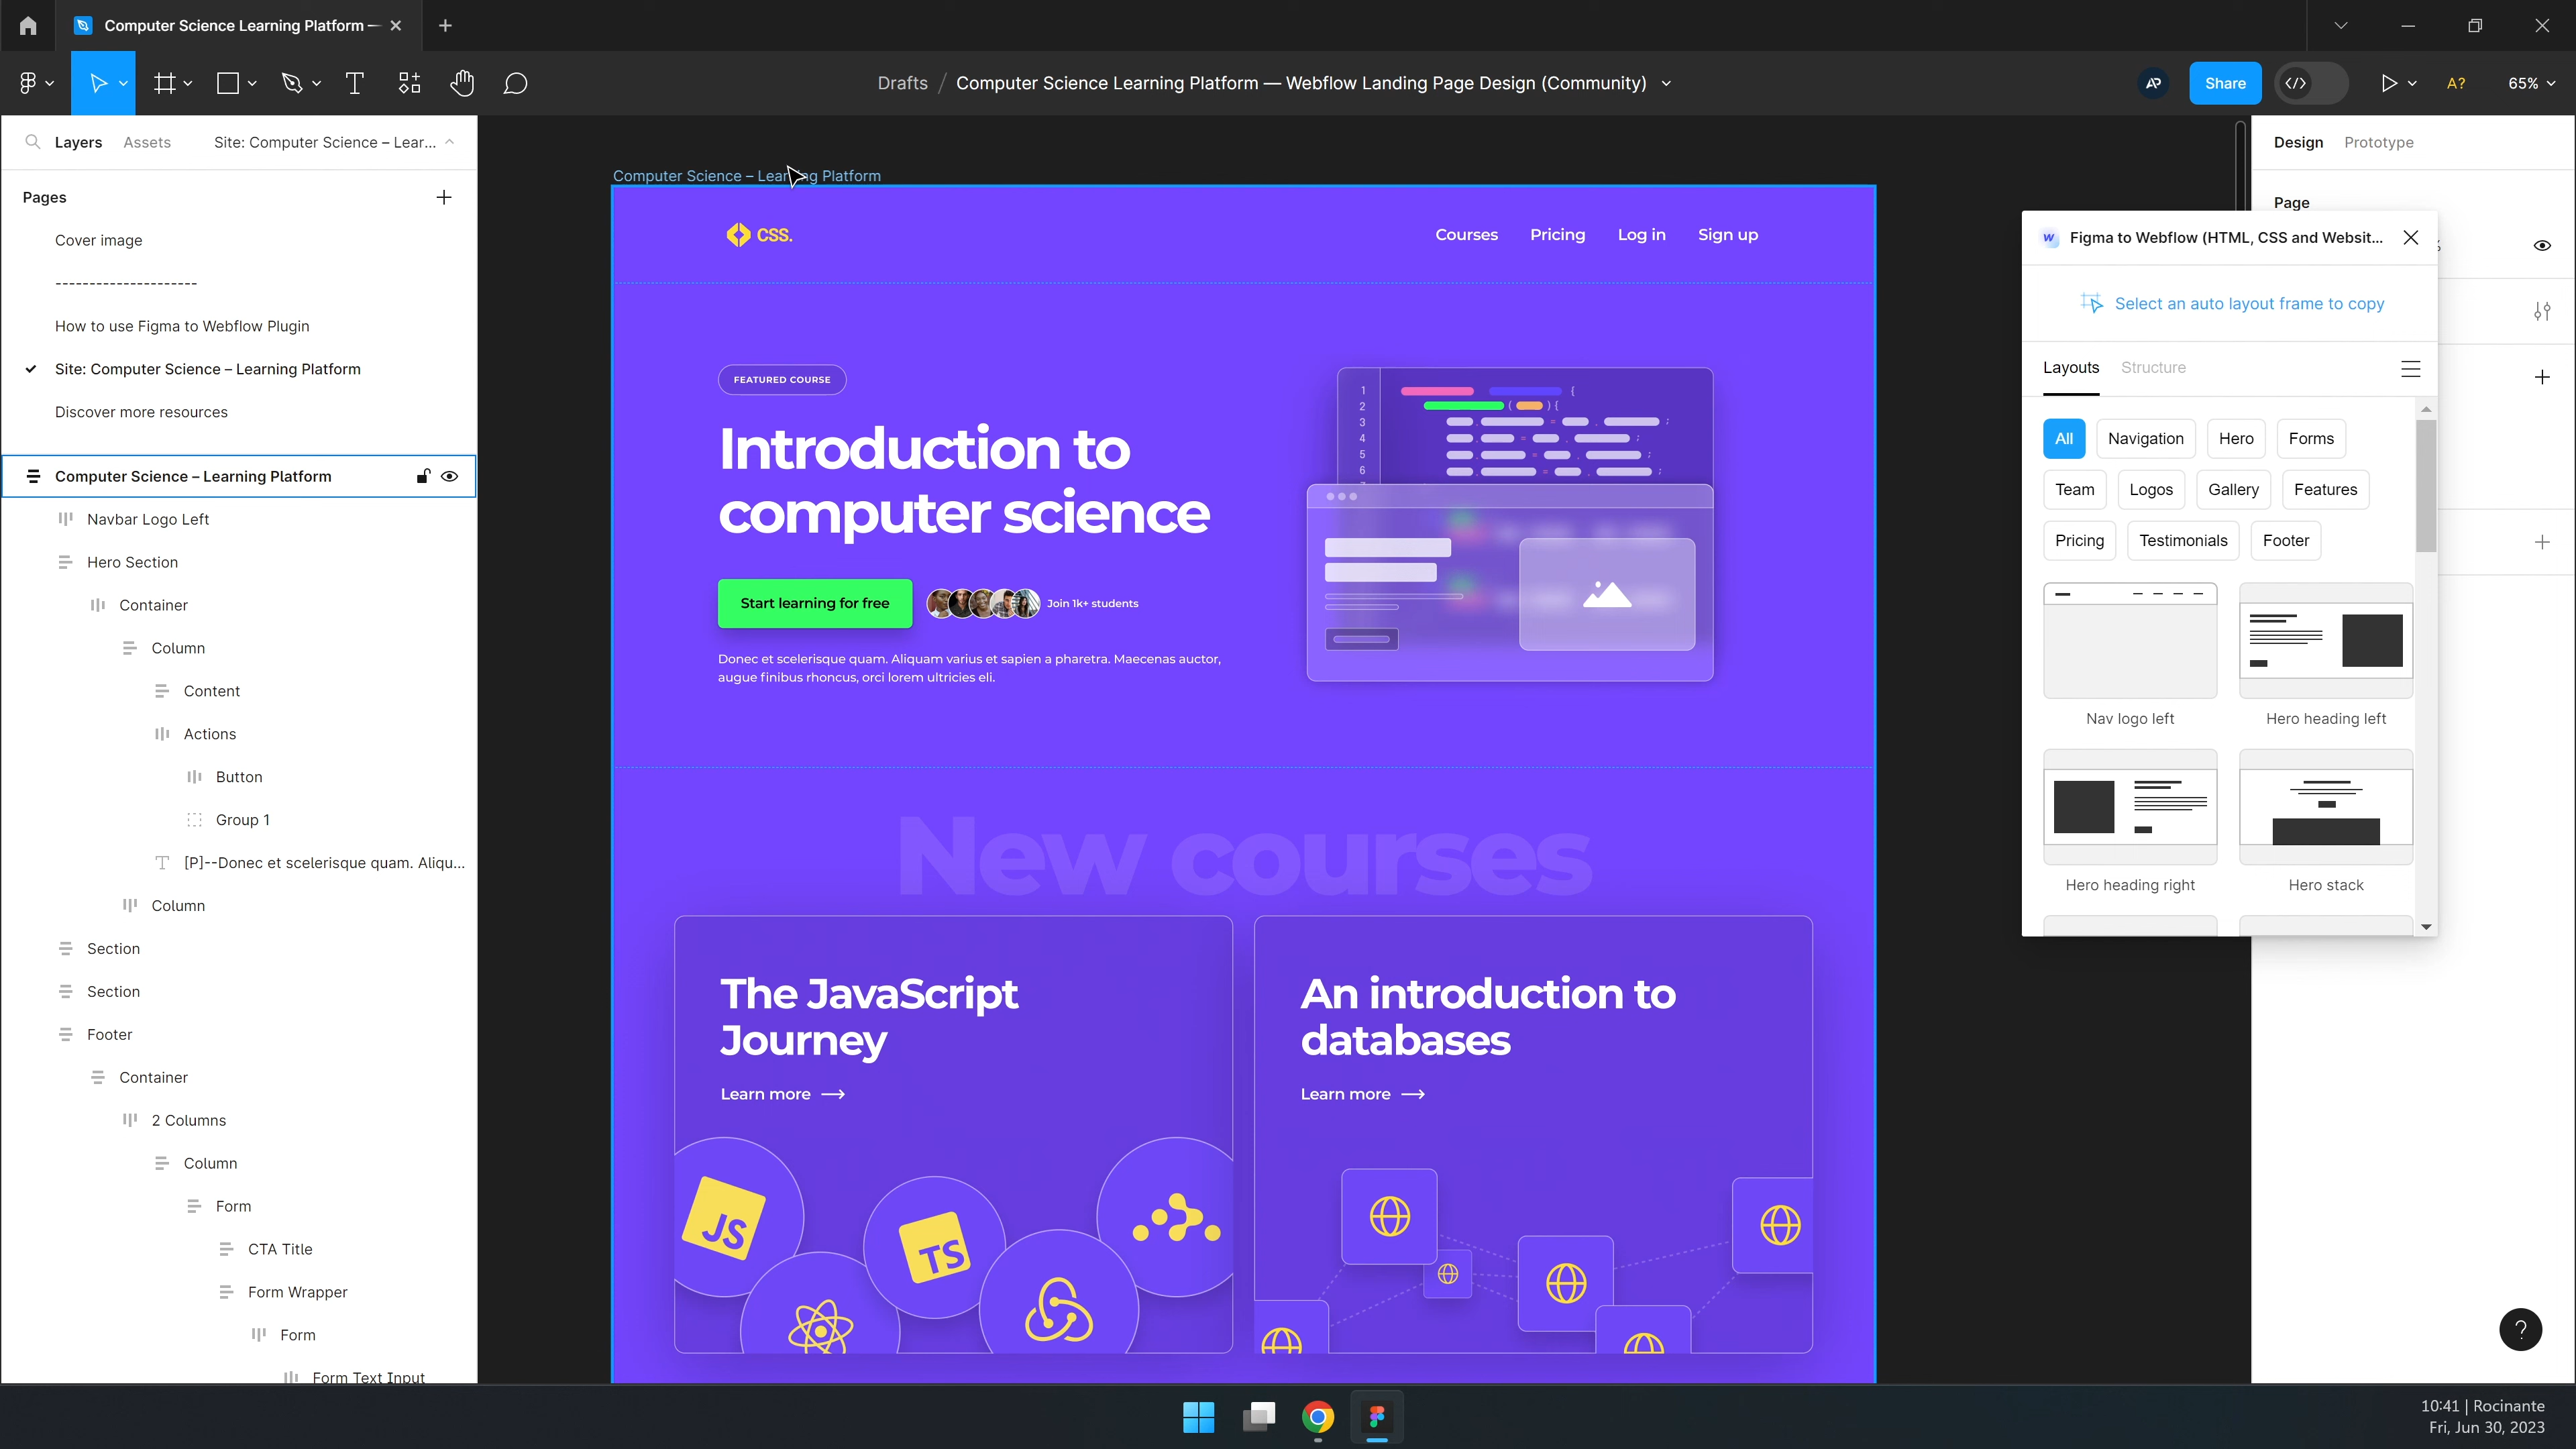 Computer Science Learning Platform —
Drafts / Computer Science Learning Platform — Webflow Landing Page Design (Community)
Share
A?
65%
Layers
Assets
Site: Computer Science – Lear...
Pages
Cover image
---------------------
How to use Figma to Webflow Plugin
Site: Computer Science – Learning Platform
Discover more resources
Computer Science – Learning Platform
Navbar Logo Left
Hero Section
Container
Column
Content
Actions
Button
Group 1
[P]--Donec et scelerisque quam. Aliqu...
Column
Section
Section
Footer
Container
2 Columns
Column
Form
CTA Title
Form Wrapper
Form
Form Text Input
Computer Science – Learning Platform
CSS.
Courses
Pricing
Log in
Sign up
FEATURED COURSE
Introduction to
computer science
Start learning for free
Join 1k+ students
Donec et scelerisque quam. Aliquam varius et sapien a pharetra. Maecenas auctor,
augue finibus rhoncus, orci lorem ultricies eli.
1
2
3
4
5
6
New courses
The JavaScript
Journey
Learn more
JS
TS
An introduction to
databases
Learn more
Design
Prototype
Page
Figma to Webflow (HTML, CSS and Websit...
Select an auto layout frame to copy
Layouts
Structure
All
Navigation
Hero
Forms
Team
Logos
Gallery
Features
Pricing
Testimonials
Footer
Nav logo left
Hero heading left
Hero heading right
Hero stack
?
10:41 | Rocinante
Fri, Jun 30, 2023